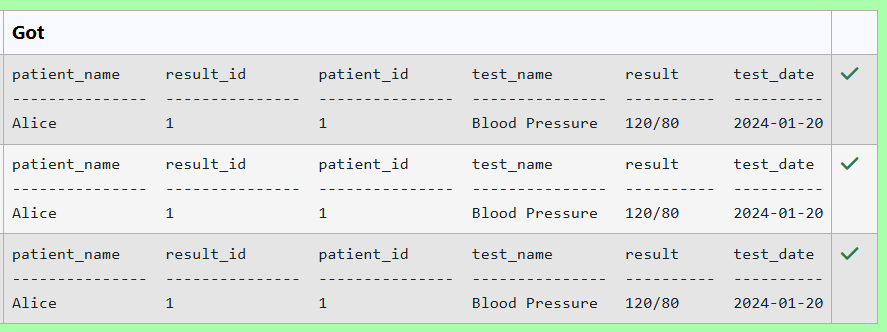 Got
patient_name     result_id        patient_id       test_name        result      test_date
---------------  ---------------  ---------------  ---------------  ----------  ----------
Alice            1                1                Blood Pressure   120/80      2024-01-20
patient_name     result_id        patient_id       test_name        result      test_date
---------------  ---------------  ---------------  ---------------  ----------  ----------
Alice            1                1                Blood Pressure   120/80      2024-01-20
patient_name     result_id        patient_id       test_name        result      test_date
---------------  ---------------  ---------------  ---------------  ----------  ----------
Alice            1                1                Blood Pressure   120/80      2024-01-20